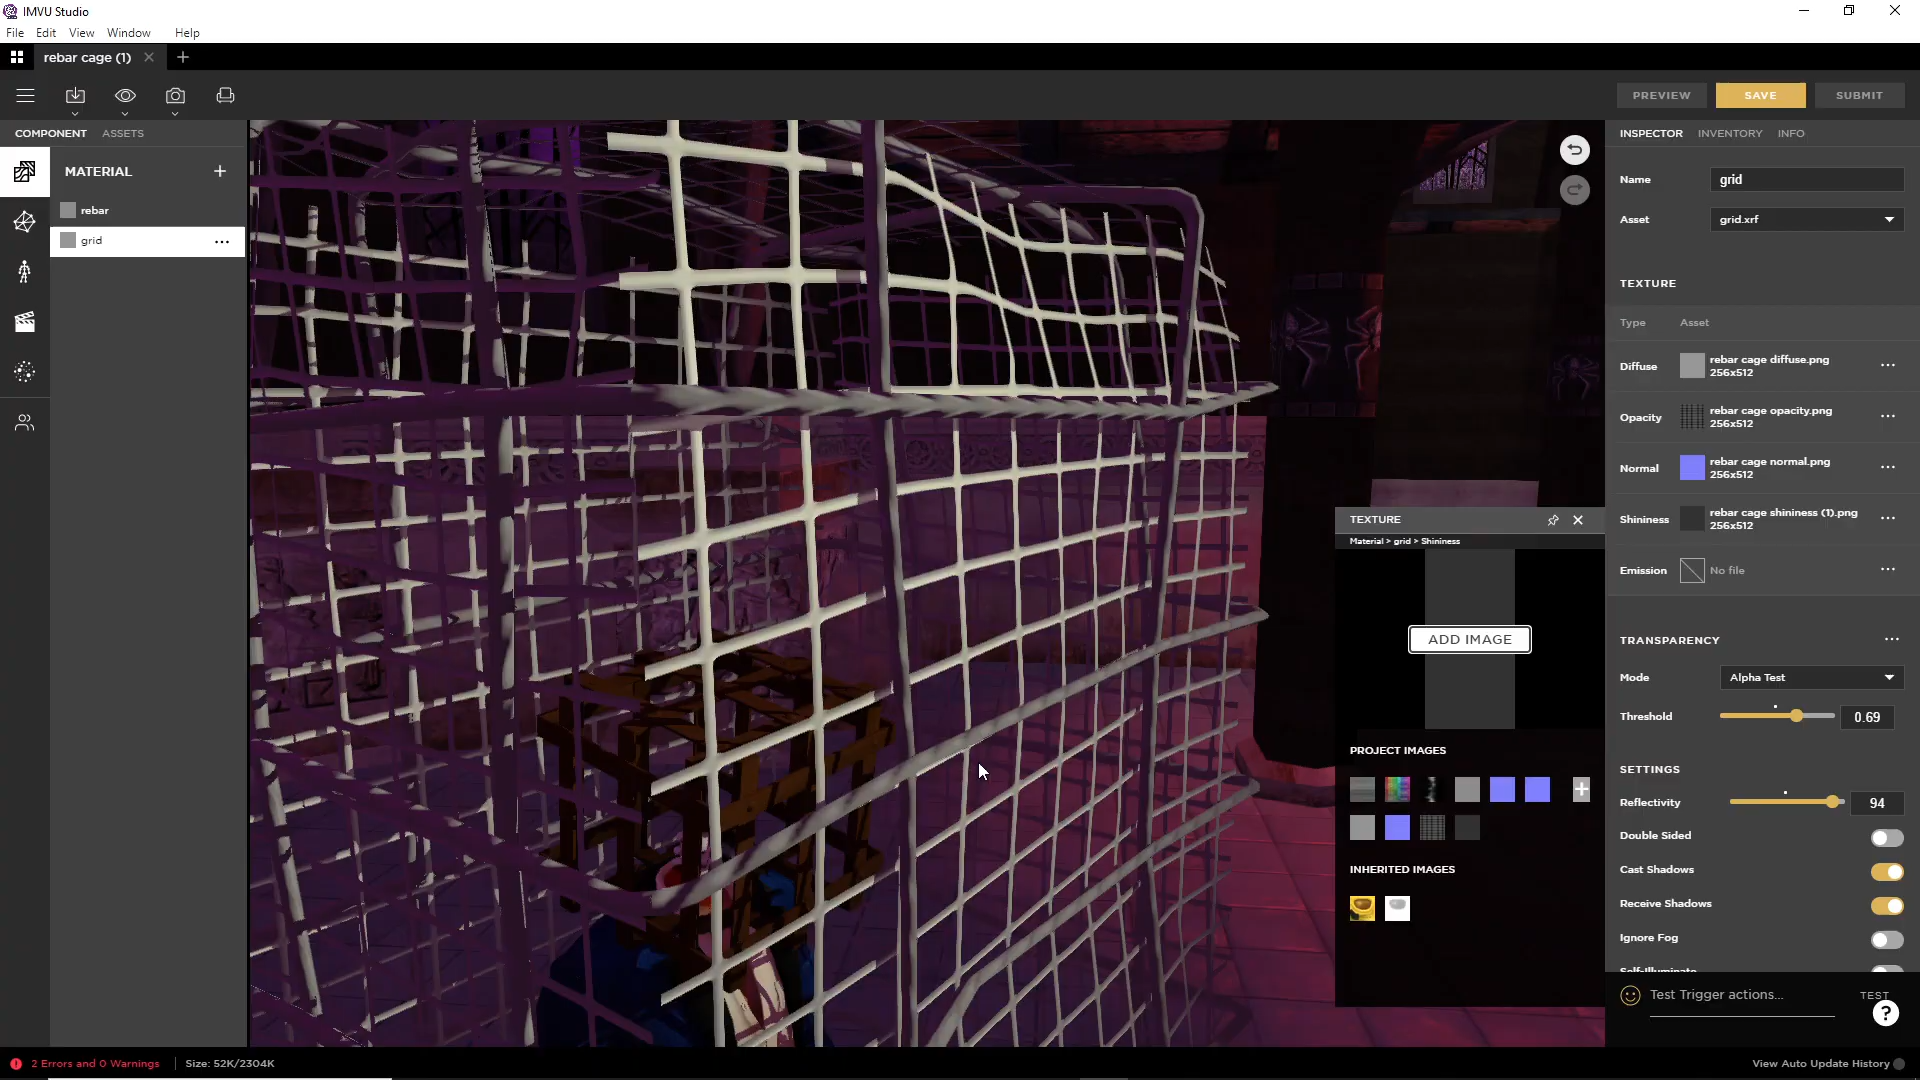 IMVU Studio
File Edit View Window Help
rebar cage (1)
PREVIEW SAVE SUBMIT
COMPONENT ASSETS
INSPECTOR INVENTORY INFO
MATERIAL
rebar
grid
Name grid
Asset grid.xrf
TEXTURE
Type Asset
Diffuse rebar cage diffuse.png
256x512
Opacity rebar cage opacity.png
256x512
Normal rebar cage normal.png
256x512
Shininess rebar cage shininess (1).png
256x512
Emission No file
TRANSPARENCY
Mode Alpha Test
Threshold 0.69
SETTINGS
Reflectivity 94
Double Sided
Cast Shadows
Receive Shadows
Ignore Fog
Self-Illuminate
Test Trigger actions... TEST
?
TEXTURE
Material > grid > Shininess
ADD IMAGE
PROJECT IMAGES
INHERITED IMAGES
2 Errors and 0 Warnings Size: 52K/2304K
View Auto Update History